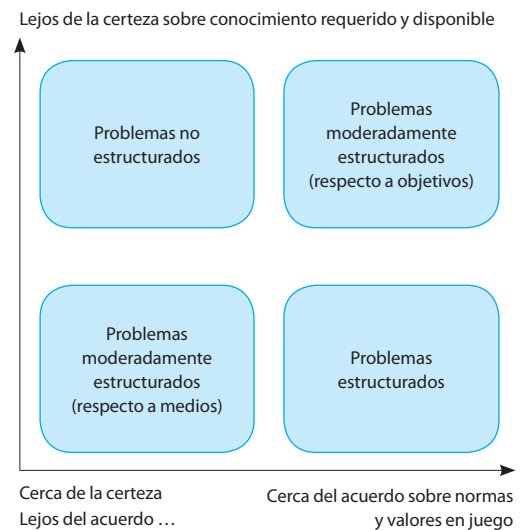 Lejos de la certeza sobre conocimiento requerido y disponible
Problemas no
estructurados
Problemas
moderadamente
estructurados
(respecto a objetivos)
Problemas
moderadamente
estructurados
(respecto a medios)
Problemas
estructurados
Cerca de la certeza
Lejos del acuerdo …
Cerca del acuerdo sobre normas
y valores en juego